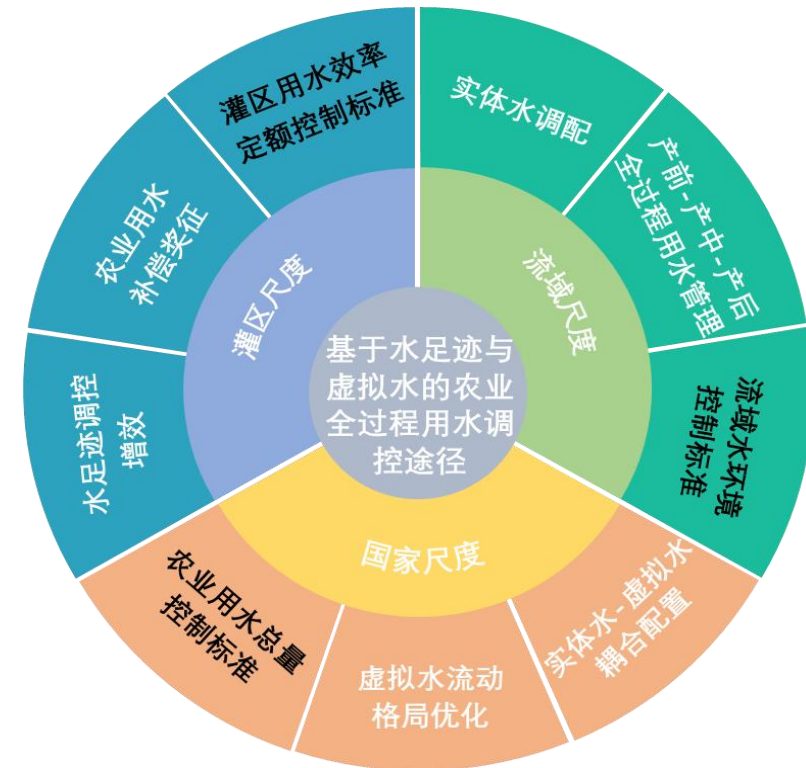 基于水足迹与
虚拟水的农业
全过程用水调
控途径
灌区尺度
流域尺度
国家尺度
灌区用水效率
定额控制标准
农业用水
补偿奖征
水足迹调控
增效
实体水调配
产前-产中-产后
全过程用水管理
流域水环境
控制标准
实体水-虚拟水
耦合配置
虚拟水流动
格局优化
农业用水总量
控制标准